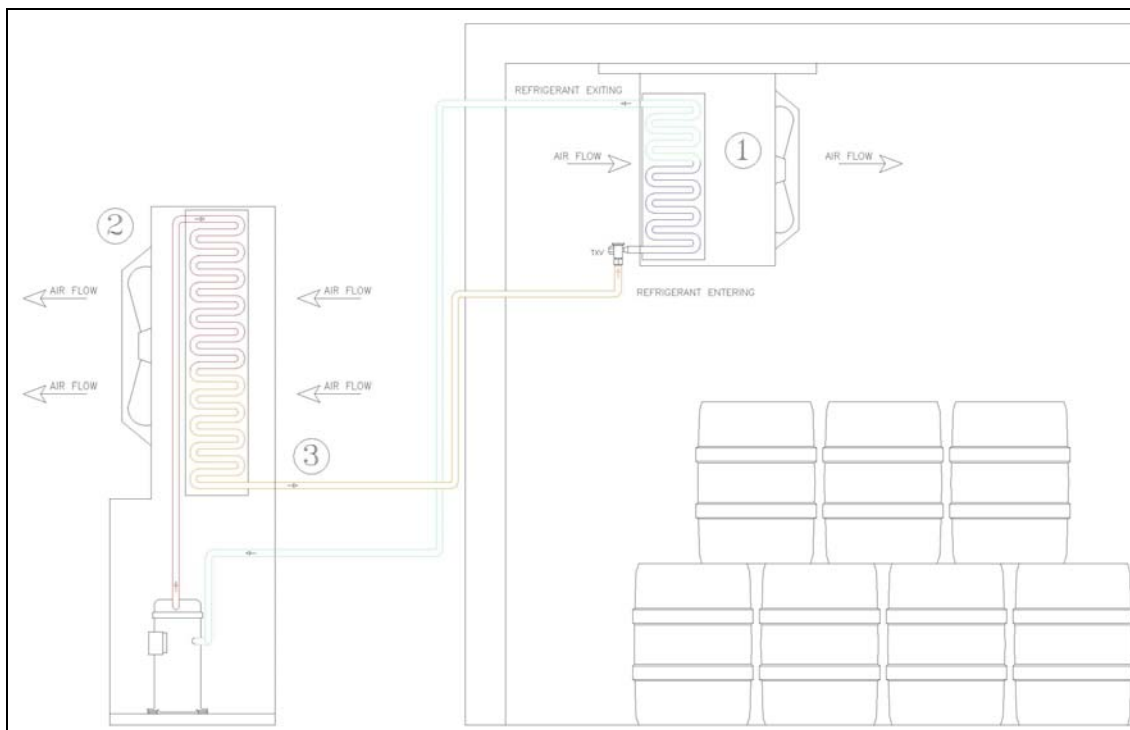 REFRIGERANT EXITING
1
AIR FLOW
AIR FLOW
2
TXV
AIR FLOW
AIR FLOW
REFRIGERANT ENTERING
AIR FLOW
AIR FLOW
3